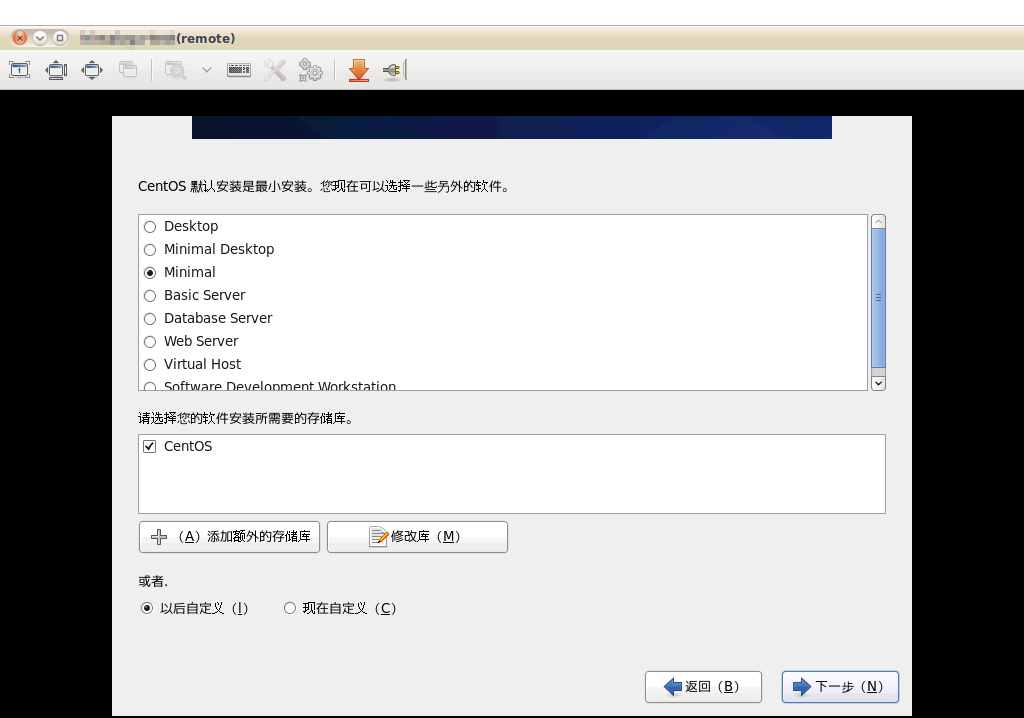 (remote)
CentOS 默认安装是最小安装。您现在可以选择一些另外的软件。
Desktop
Minimal Desktop
Minimal
Basic Server
Database Server
Web Server
Virtual Host
Software Development Workstation
请选择您的软件安装所需要的存储库。
CentOS
（A）添加额外的存储库 修改库（M）
或者.
以后自定义（l） 现在自定义（C）
返回（B） 下一步（N）